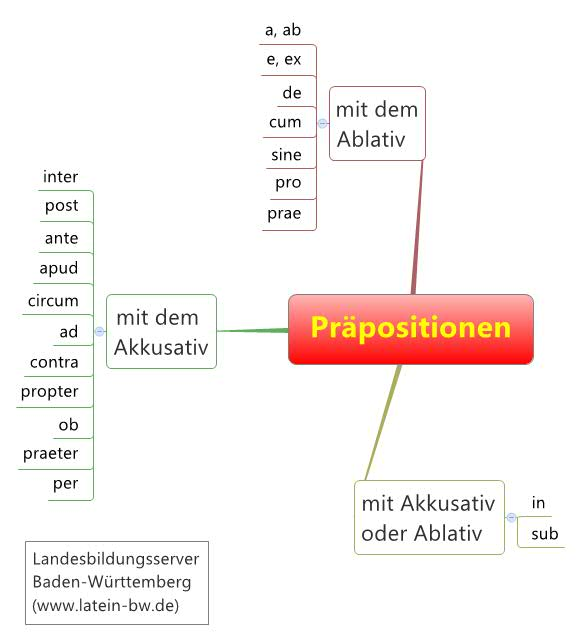 Präpositionen
mit dem
Ablativ
a, ab
e, ex
de
cum
sine
pro
prae
mit dem
Akkusativ
inter
post
ante
apud
circum
ad
contra
propter
ob
praeter
per
mit Akkusativ
oder Ablativ
in
sub
Landesbildungsserver
Baden-Württemberg
(www.latein-bw.de)